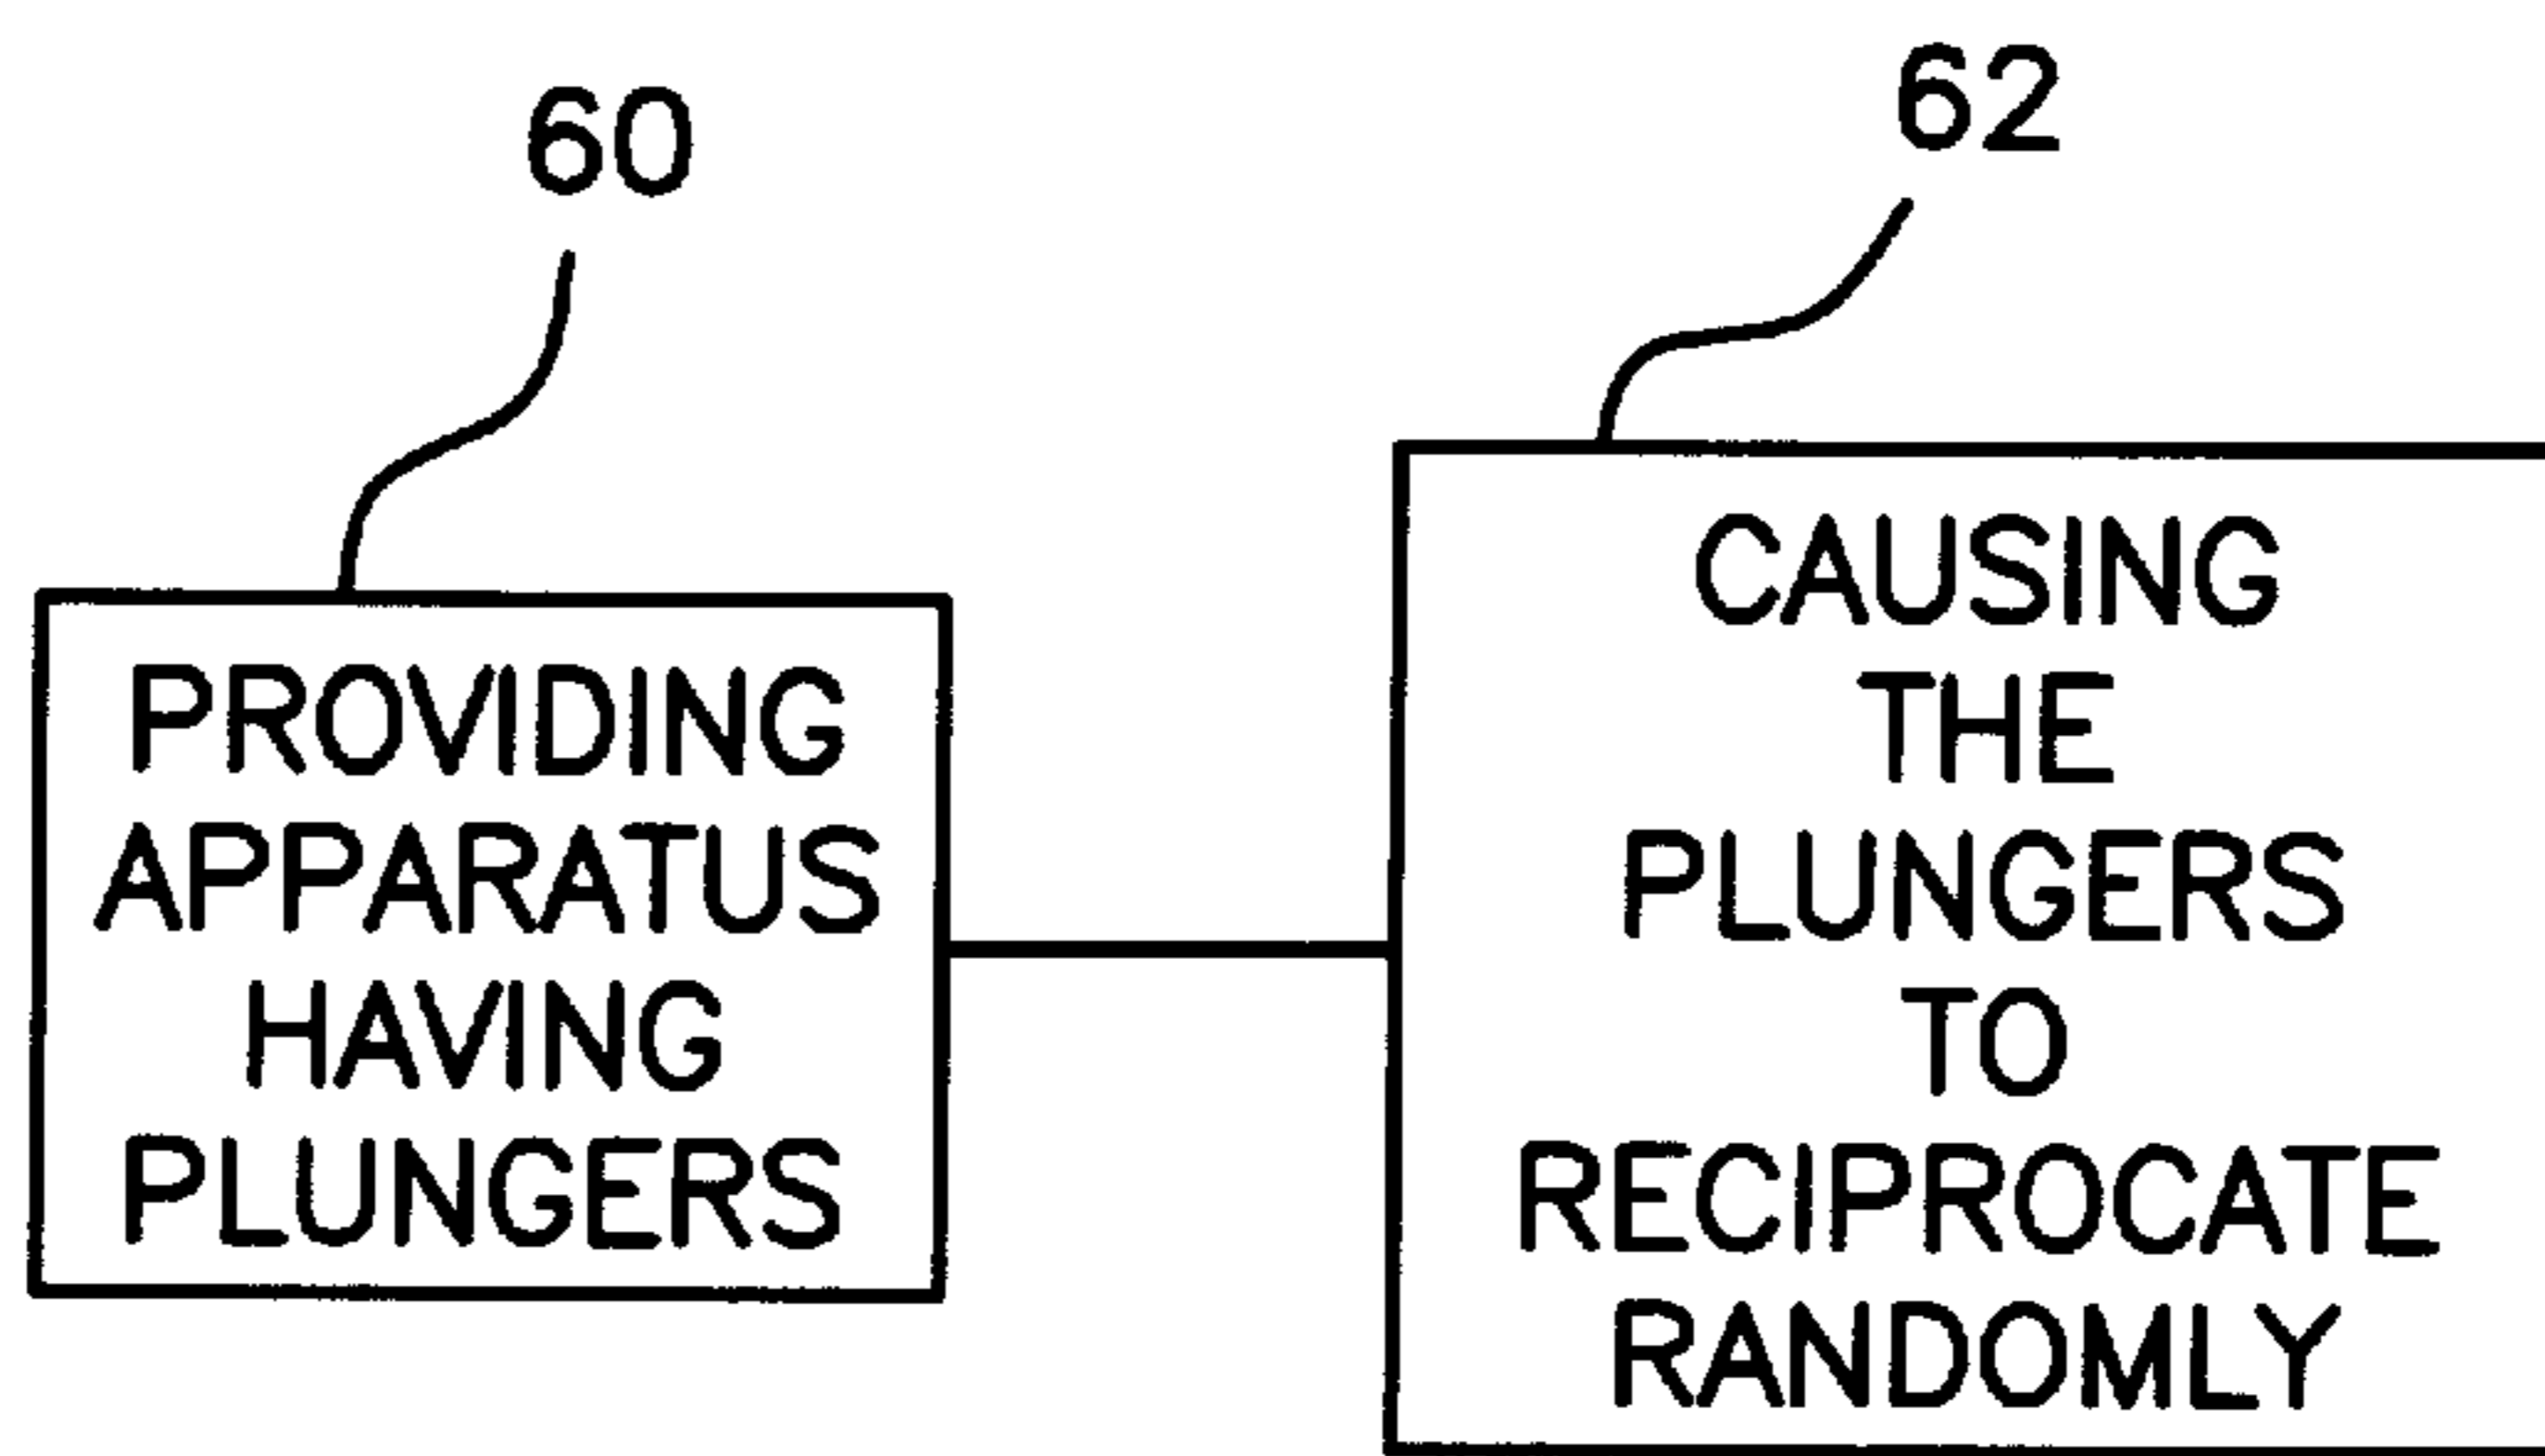 60
PROVIDING
APPARATUS
HAVING
PLUNGERS
62
CAUSING
THE
PLUNGERS
TO
RECIPROCATE
RANDOMLY